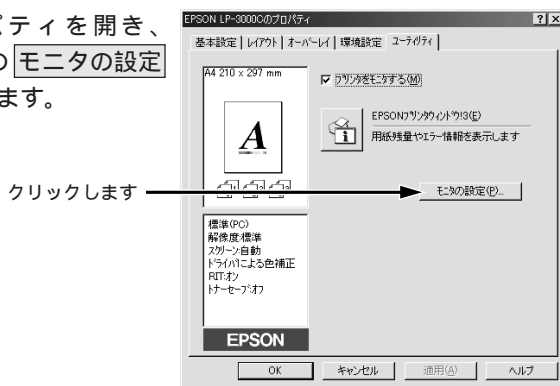 パティを開き、
の モニタの設定
ます。
クリックします
EPSON LP-3000Cのプロパティ
基本設定 レイアウト オーバーレイ 環境設定 ユーティリティ
A4 210 x 297 mm
プリンタをモニタする(M)
EPSONプリンタウィンドウ!3(E)
用紙残量やエラー情報を表示します
A
1 2 3
モニタの設定(P)...
標準(PC)
解像度:標準
スクリーン:自動
ドライバによる色補正
RIT:オン
トナーセーブ:オフ
EPSON
OK キャンセル 適用(A) ヘルプ